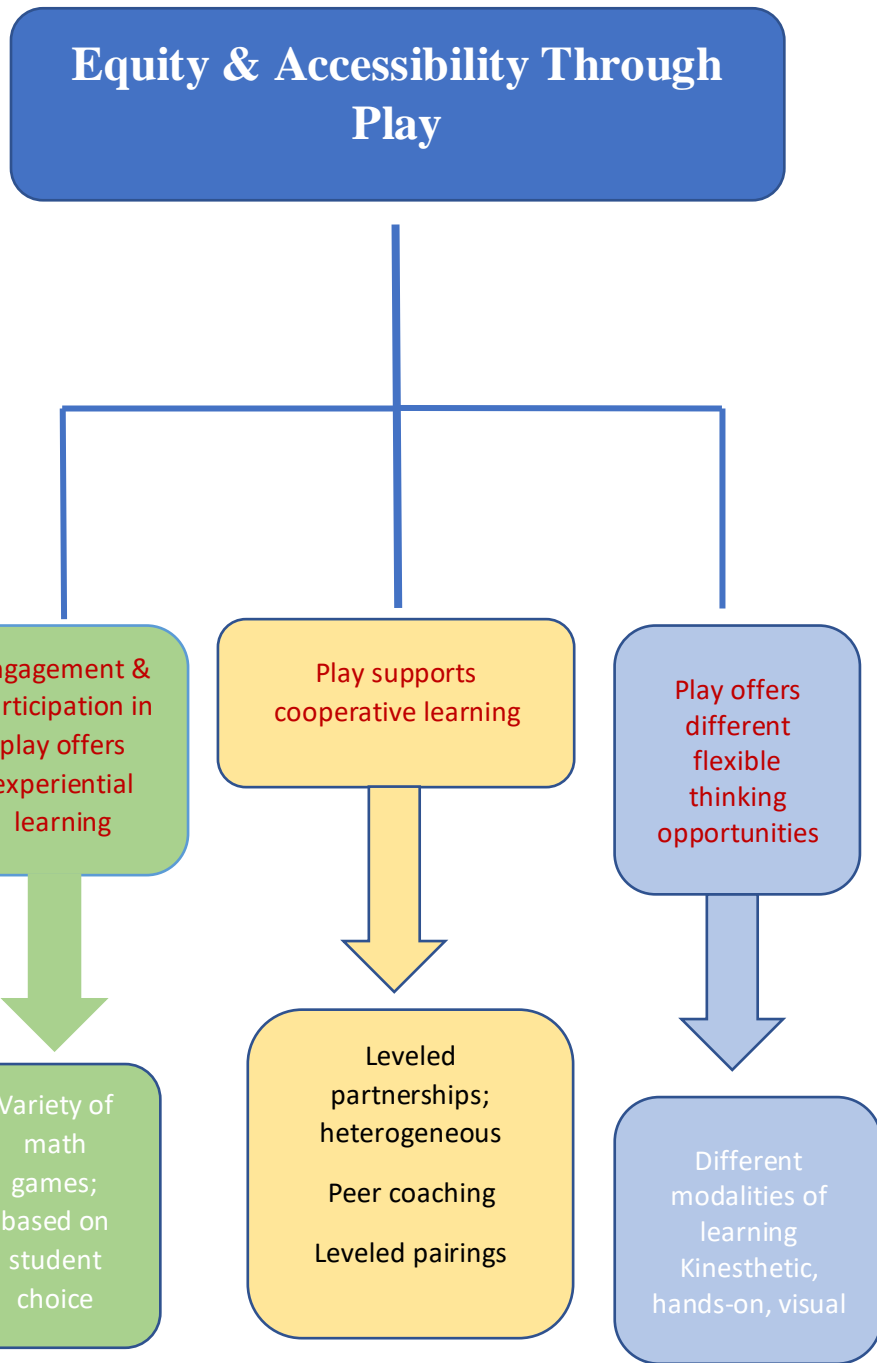 Equity & Accessibility Through
Play
ngagement &
articipation in
play offers
experiential
learning
Play supports
cooperative learning
Play offers
different
flexible
thinking
opportunities
Variety of
math
games;
based on
student
choice
Leveled
partnerships;
heterogeneous
Peer coaching
Leveled pairings
Different
modalities of
learning
Kinesthetic,
hands-on, visual